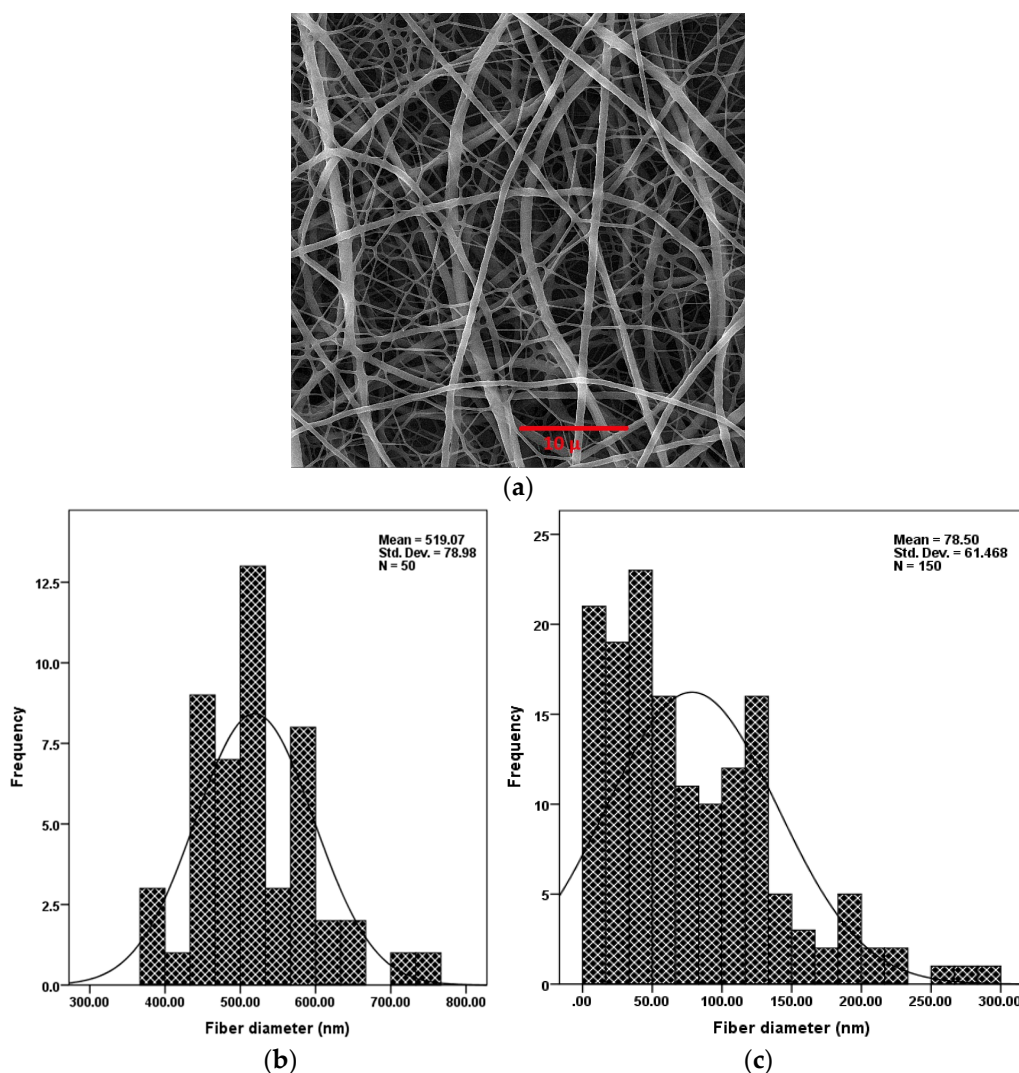 10 µ
(a)
Mean = 519.07
Std. Dev. = 78.98
N = 50
12.5
10.0
7.5
5.0
2.5
0.0
Frequency
300.00 400.00 500.00 600.00 700.00 800.00
Fiber diameter (nm)
(b)
Mean = 78.50
Std. Dev. = 61.468
N = 150
25
20
15
10
5
0
Frequency
.00 50.00 100.00 150.00 200.00 250.00 300.00
Fiber diameter (nm)
(c)